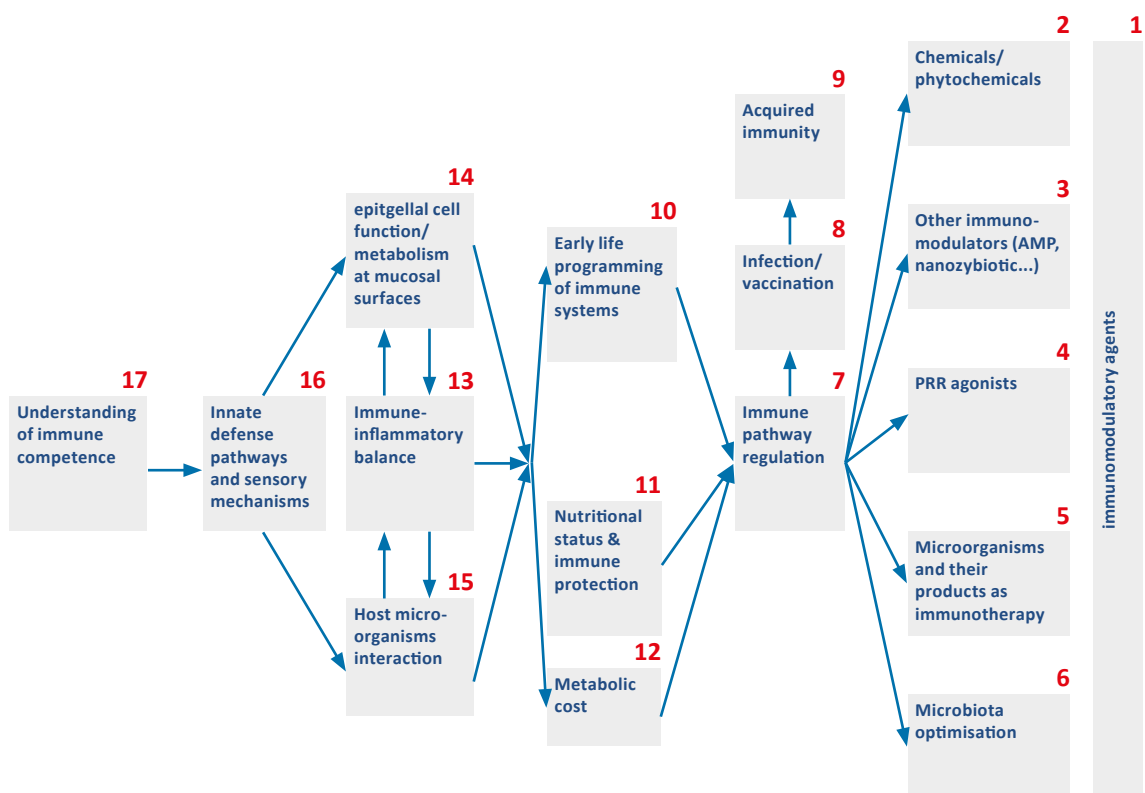 1
immunomodulatory agents
2
Chemicals/
phytochemicals
3
Other immuno-
modulators (AMP,
nanozybiotic...)
4
PRR agonists
5
Microorganisms
and their
products as
immunotherapy
6
Microbiota
optimisation
7
Immune
pathway
regulation
8
Infection/
vaccination
9
Acquired
immunity
10
Early life
programming
of immune
systems
11
Nutritional
status &
immune
protection
12
Metabolic
cost
13
Immune-
inflammatory
balance
14
epitgellal cell
function/
metabolism
at mucosal
surfaces
15
Host micro-
organisms
interaction
16
Innate
defense
pathways
and sensory
mechanisms
17
Understanding
of immune
competence